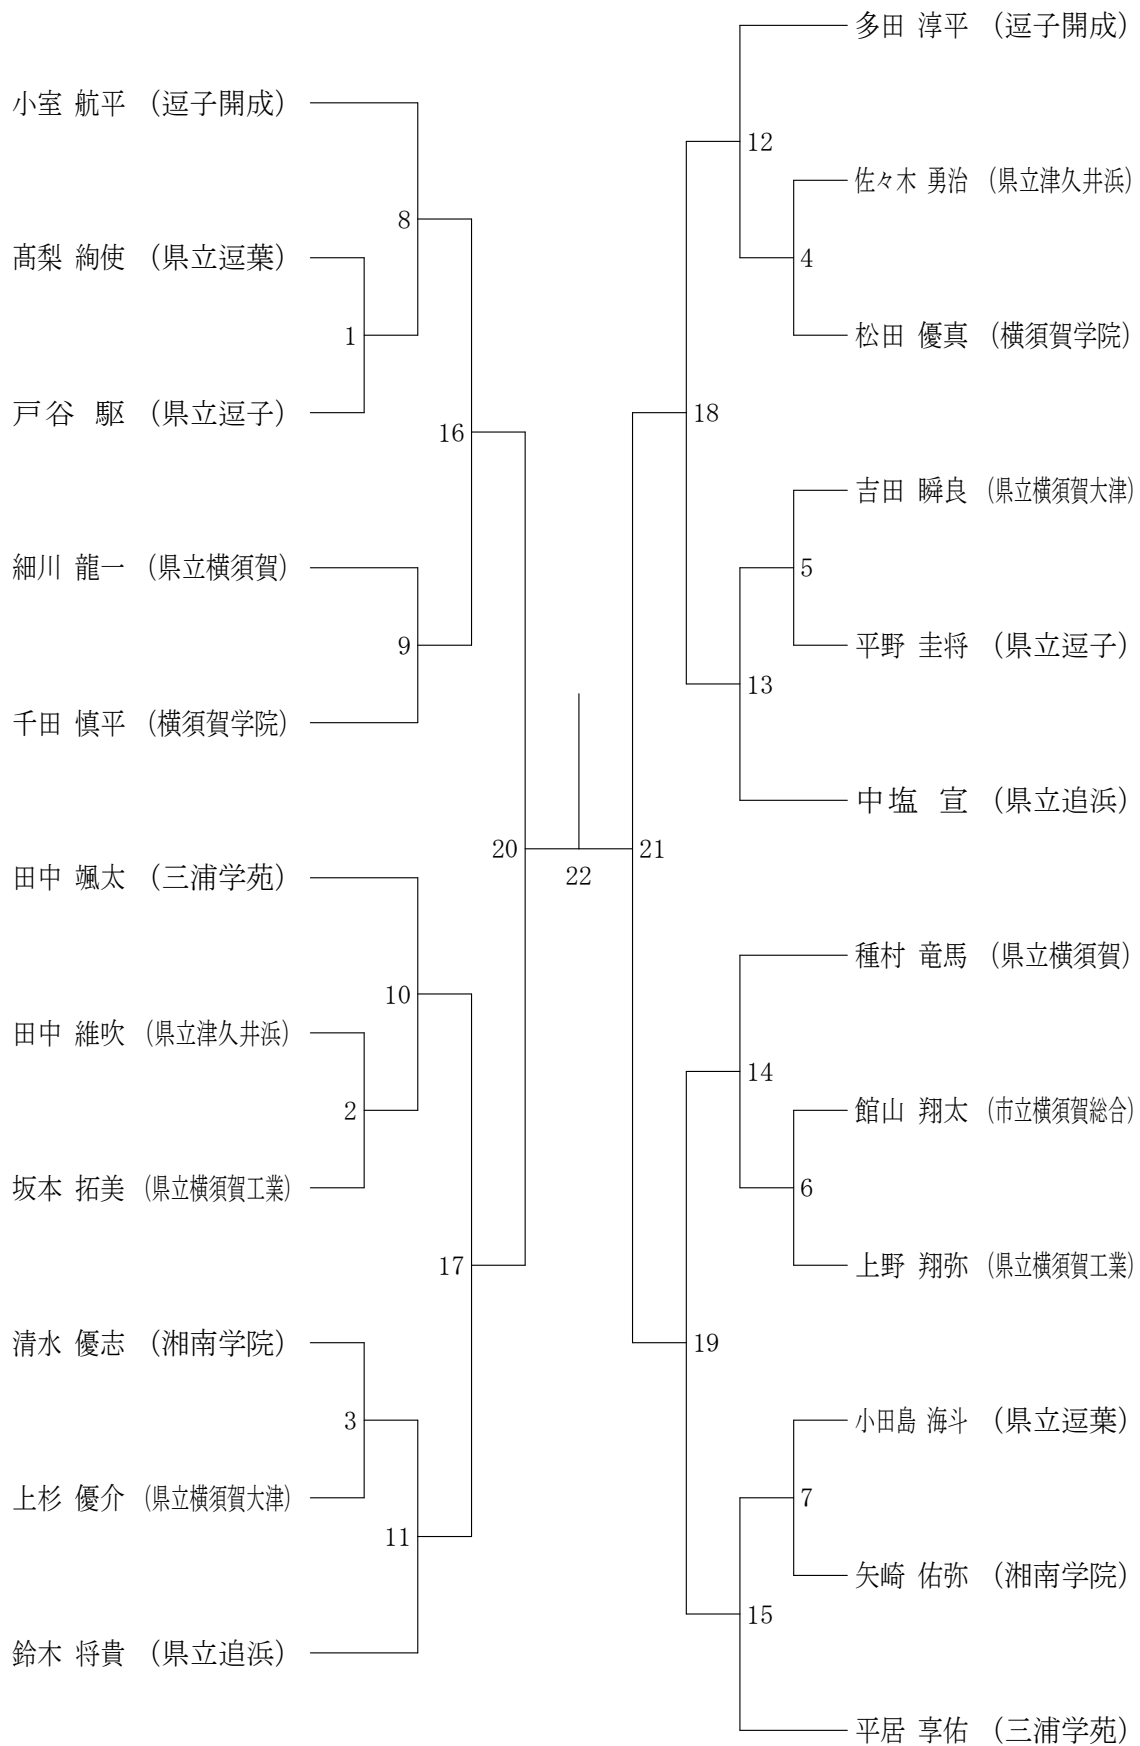 小室 航平 (逗子開成)
8
髙梨 絢使 (県立逗葉)
1
戸谷 駆 (県立逗子)
16
細川 龍一 (県立横須賀)
9
千田 慎平 (横須賀学院)
20
田中 颯太 (三浦学苑)
10
田中 維吹 (県立津久井浜)
2
坂本 拓美 (県立横須賀工業)
17
清水 優志 (湘南学院)
3
上杉 優介 (県立横須賀大津)
11
鈴木 将貴 (県立追浜)
22
多田 淳平 (逗子開成)
12
佐々木 勇治 (県立津久井浜)
4
松田 優真 (横須賀学院)
18
吉田 瞬良 (県立横須賀大津)
5
平野 圭将 (県立逗子)
13
中塩 宣 (県立追浜)
21
種村 竜馬 (県立横須賀)
14
館山 翔太 (市立横須賀総合)
6
上野 翔弥 (県立横須賀工業)
19
小田島 海斗 (県立逗葉)
7
矢崎 佑弥 (湘南学院)
15
平居 享佑 (三浦学苑)